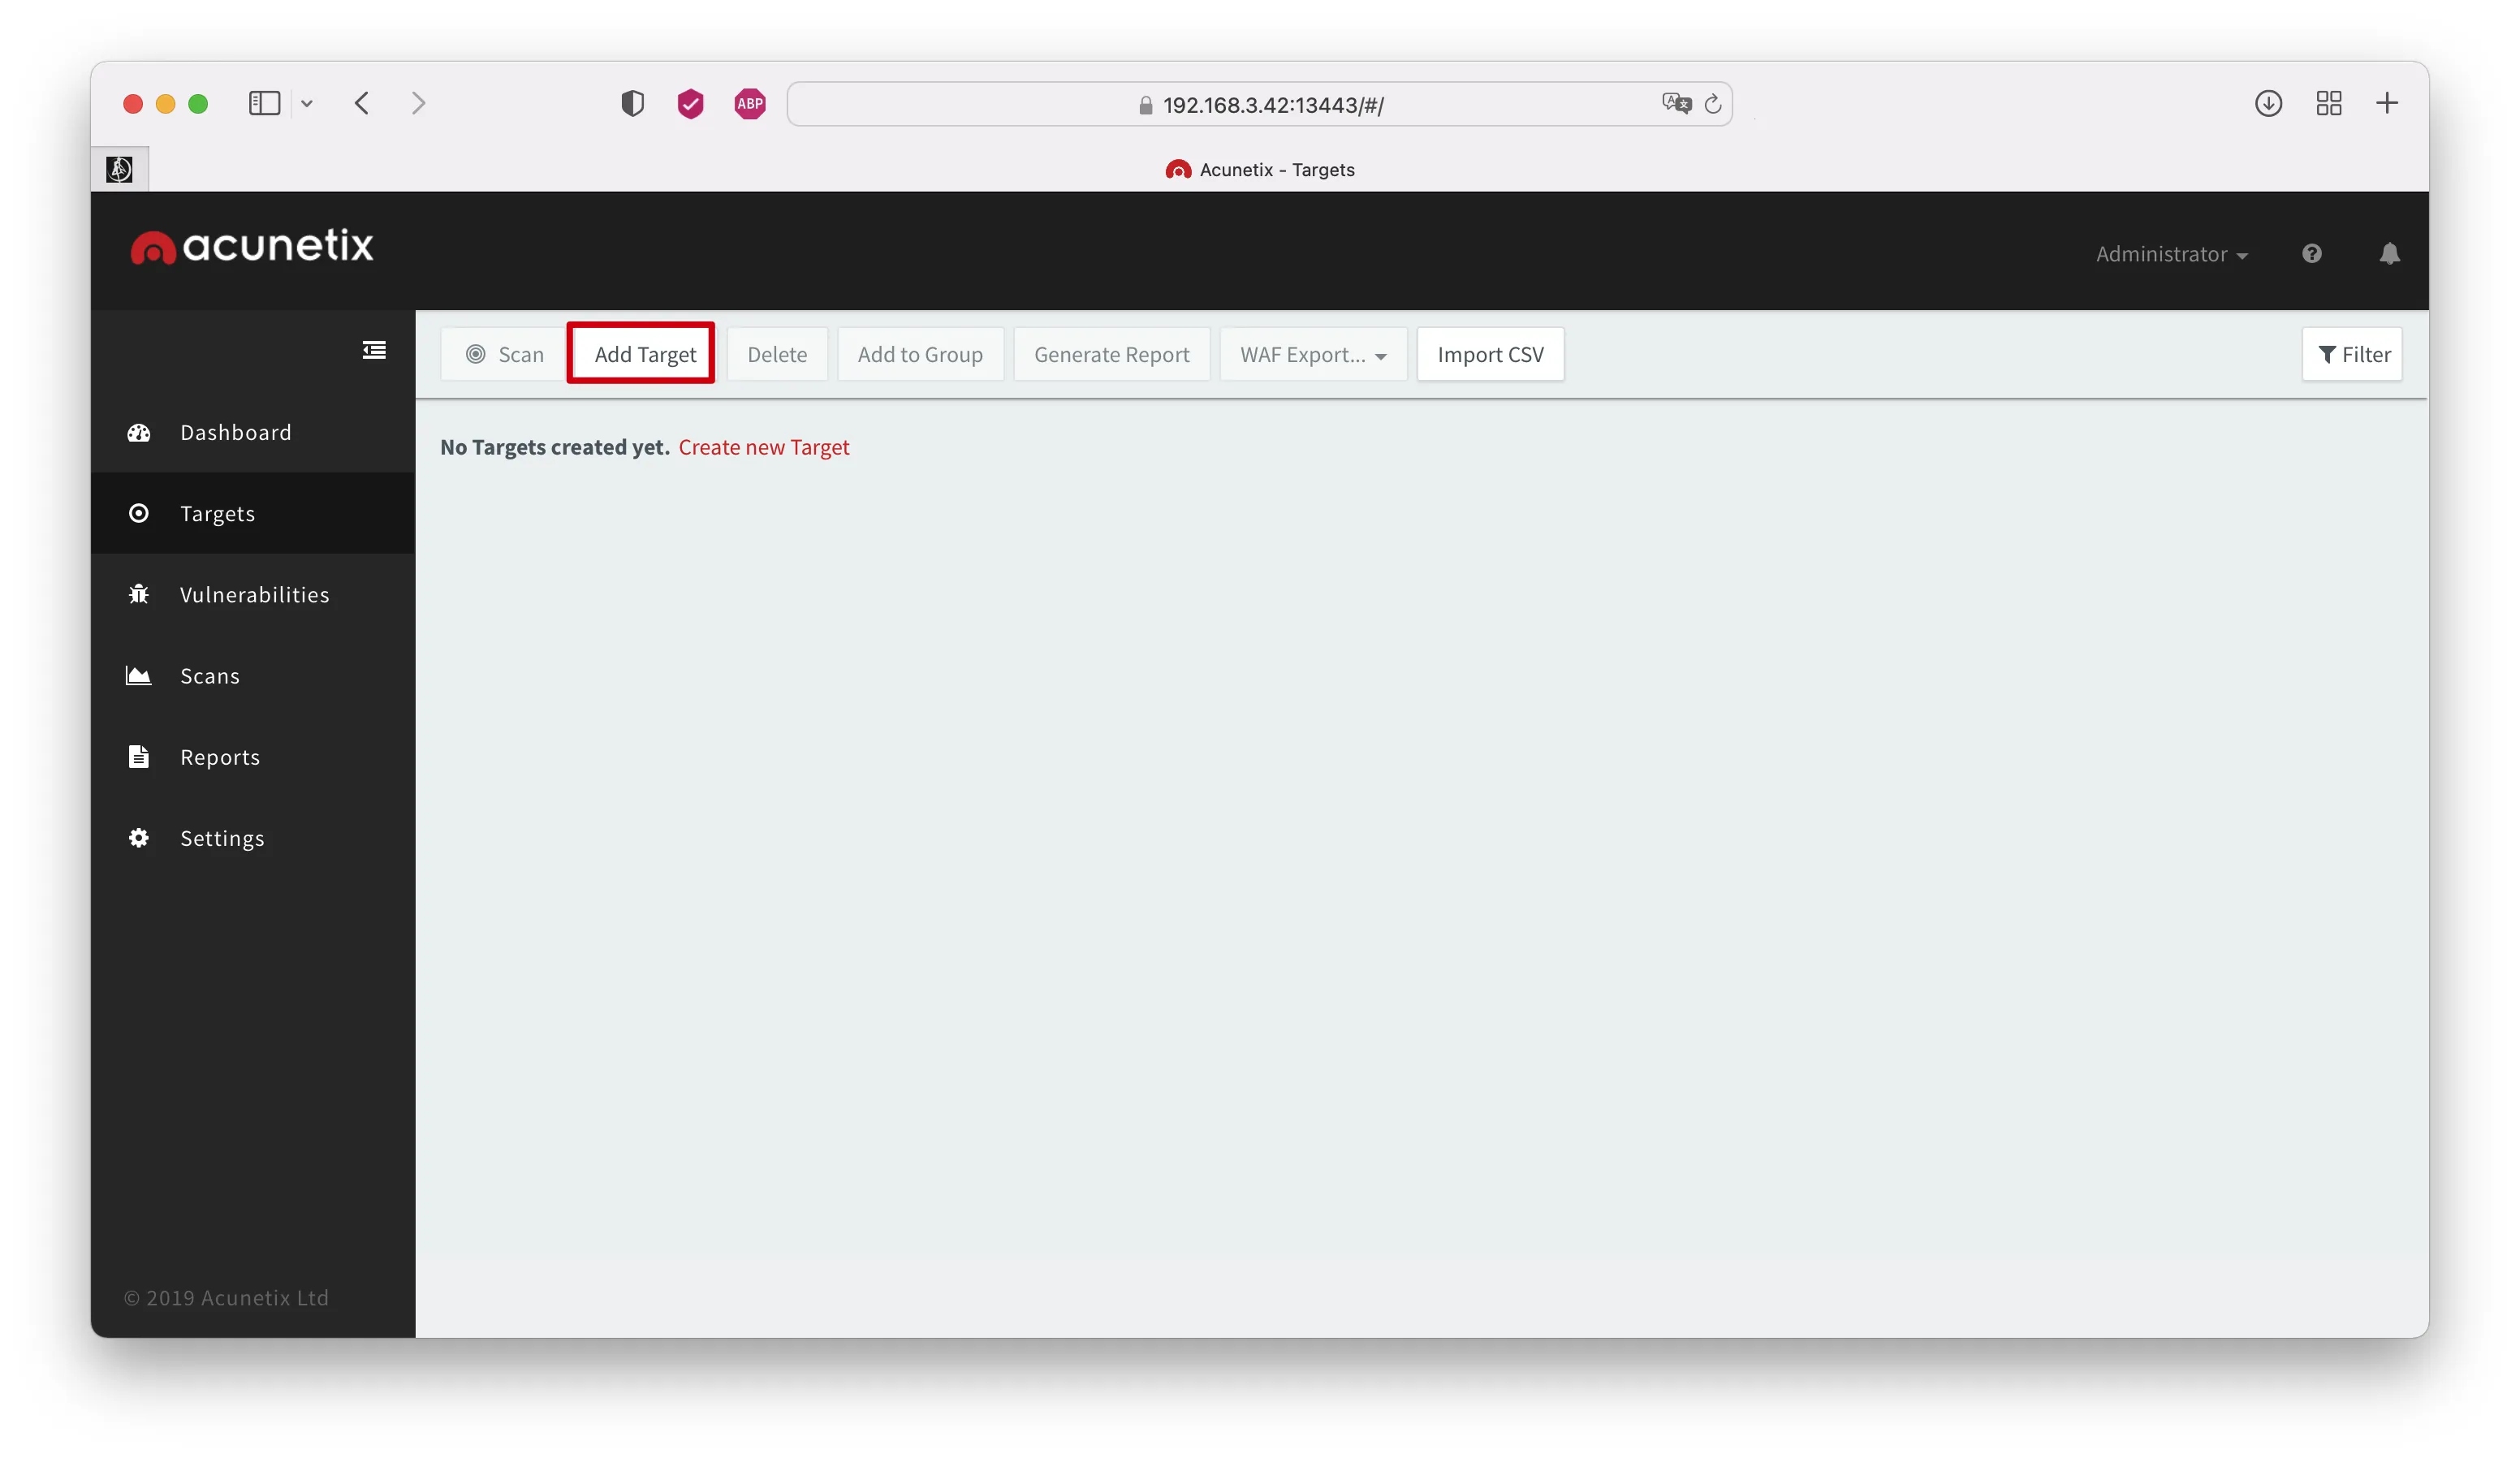 ABP
192.168.3.42:13443/#/
Acunetix - Targets
acunetix
Administrator
Scan
Add Target
Delete
Add to Group
Generate Report
WAF Export...
Import CSV
Filter
Dashboard
No Targets created yet. Create new Target
Targets
Vulnerabilities
Scans
Reports
Settings
© 2019 Acunetix Ltd